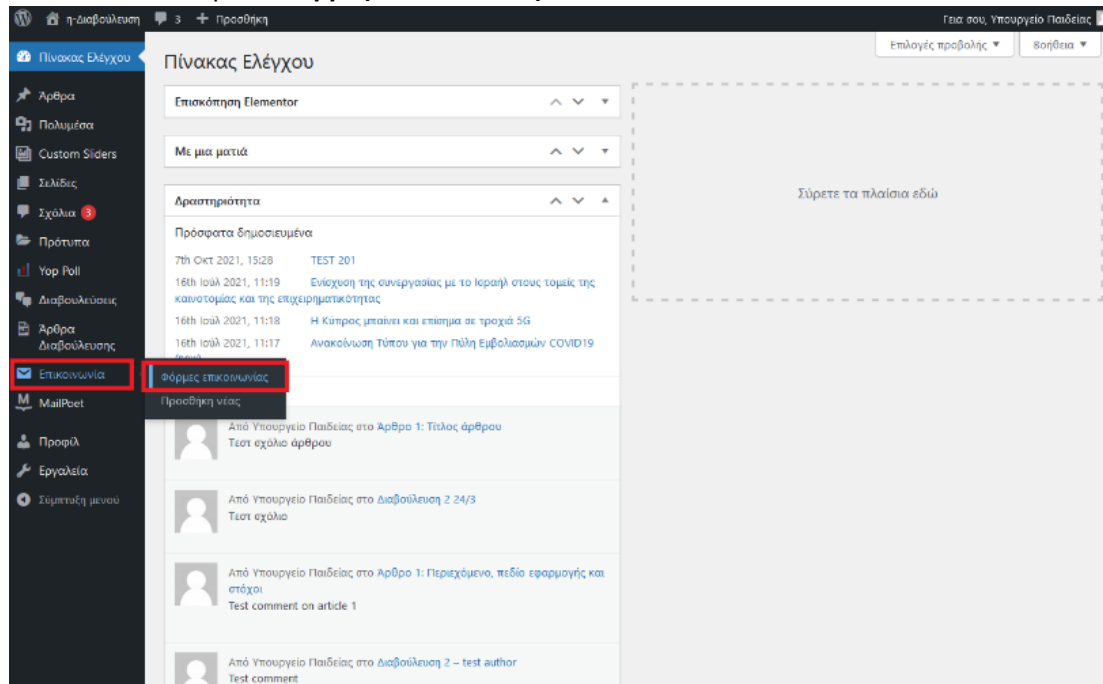 η-Διαβούλευση 3 + Προσθήκη
Γεια σου, Υπουργείο Παιδείας
Επιλογές προβολής ▼ Βοήθεια ▼
Πίνακας Ελέγχου
Άρθρα
Πολυμέσα
Custom Sliders
Σελίδες
Σχόλια 3
Πρότυπα
Yop Poll
Διαβουλεύσεις
Άρθρα
Διαβούλευσης
Επικοινωνία
MailPoet
Προφίλ
Εργαλεία
Σύμπτυξη μενού
Φόρμες επικοινωνίας
Προσθήκη νέας
Πίνακας Ελέγχου
Επισκόπηση Elementor
Με μια ματιά
Δραστηριότητα
Πρόσφατα δημοσιευμένα
7th Οκτ 2021, 15:28 TEST 201
16th Ιούλ 2021, 11:19 Ενίσχυση της συνεργασίας με το Ισραήλ στους τομείς της
καινοτομίας και της επιχειρηματικότητας
16th Ιούλ 2021, 11:18 Η Κύπρος μπαίνει και επίσημα σε τροχιά 5G
16th Ιούλ 2021, 11:17 Ανακοίνωση Τύπου για την Πύλη Εμβολιασμών COVID19
Από Υπουργείο Παιδείας στο Άρθρο 1: Τίτλος άρθρου
Τεστ σχόλιο άρθρου
Από Υπουργείο Παιδείας στο Διαβούλευση 2 24/3
Τεστ σχόλιο
Από Υπουργείο Παιδείας στο Άρθρο 1: Περιεχόμενο, πεδίο εφαρμογής και
στόχοι
Test comment on article 1
Από Υπουργείο Παιδείας στο Διαβούλευση 2 – test author
Test comment
Σύρετε τα πλαίσια εδώ